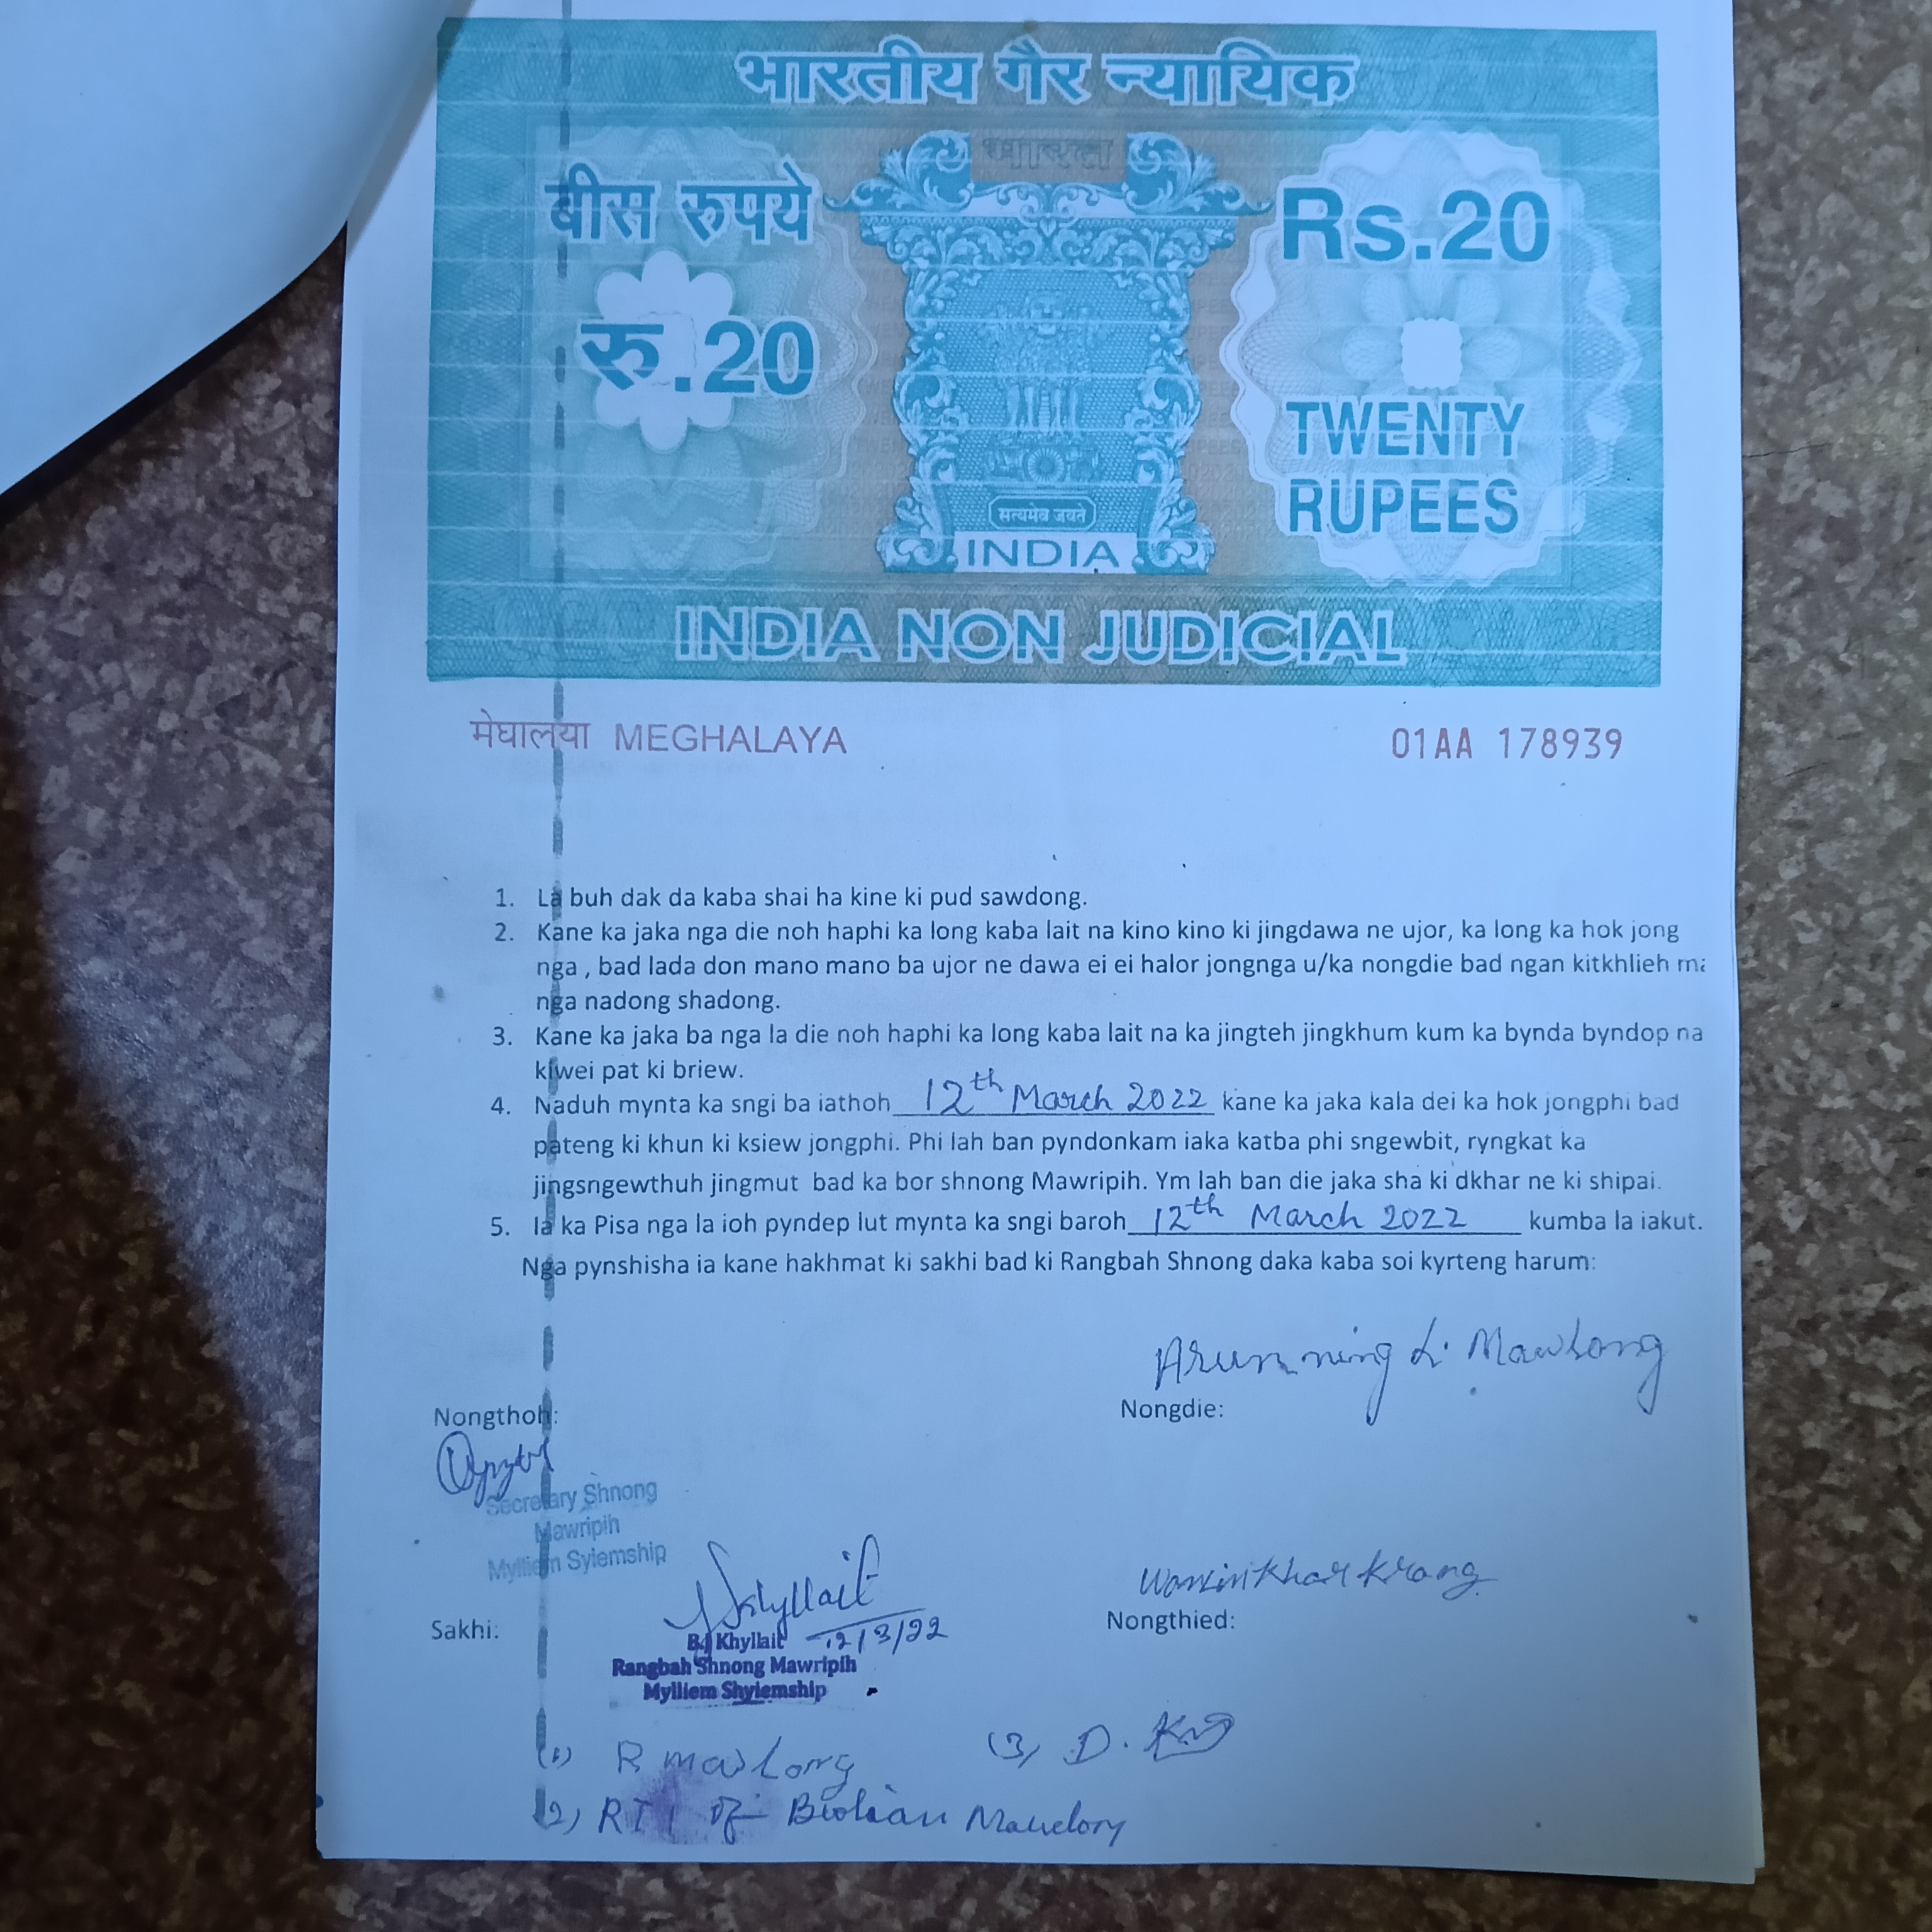 भारतीय गैर न्यायिक
भारत
बीस रुपये
Rs.20
रु.20
TWENTY
RUPEES
सत्यमेव जयते
INDIA
INDIA NON JUDICIAL
मेघालया MEGHALAYA
01AA 178939
1. La buh dak da kaba shai ha kine ki pud sawdong.
2. Kane ka jaka nga die noh haphi ka long kaba lait na kino kino ki jingdawa ne ujor, ka long ka hok jong
nga , bad lada don mano mano ba ujor ne dawa ei ei halor jongnga u/ka nongdie bad ngan kitkhlieh
nga nadong shadong.
3. Kane ka jaka ba nga la die noh haphi ka long kaba lait na ka jingteh jingkhum kum ka bynda byndop na
kiwei pat ki briew.
4. Naduh mynta ka sngi ba iathoh 12th March 2022 kane ka jaka kala dei ka hok jongphi bad
pateng ki khun ki ksiew jongphi. Phi lah ban pyndonkam iaka katba phi sngewbit, ryngkat ka
jingsngewthuh jingmut bad ka bor shnong Mawripih. Ym lah ban die jaka sha ki dkhar ne ki shipai.
5. Ia ka Pisa nga la ioh pyndep lut mynta ka sngi baroh 12th March 2022 kumba la iakut.
Nga pynshisha ia kane hakhmat ki sakhi bad ki Rangbah Shnong daka kaba soi kyrteng harum:
Arunning L. Mawlong
Nongthoh:
Nongdie:
Secretary Shnong
Mawripih
Mylliem Syiemship
Khyllait
Sakhi:
12/3/22
Nongthied:
B.J Khyllait
Rangbah Shnong Mawripih
Mylliem Shyiemship
(1) R Mawlong
(3) D.
(2) RTI of